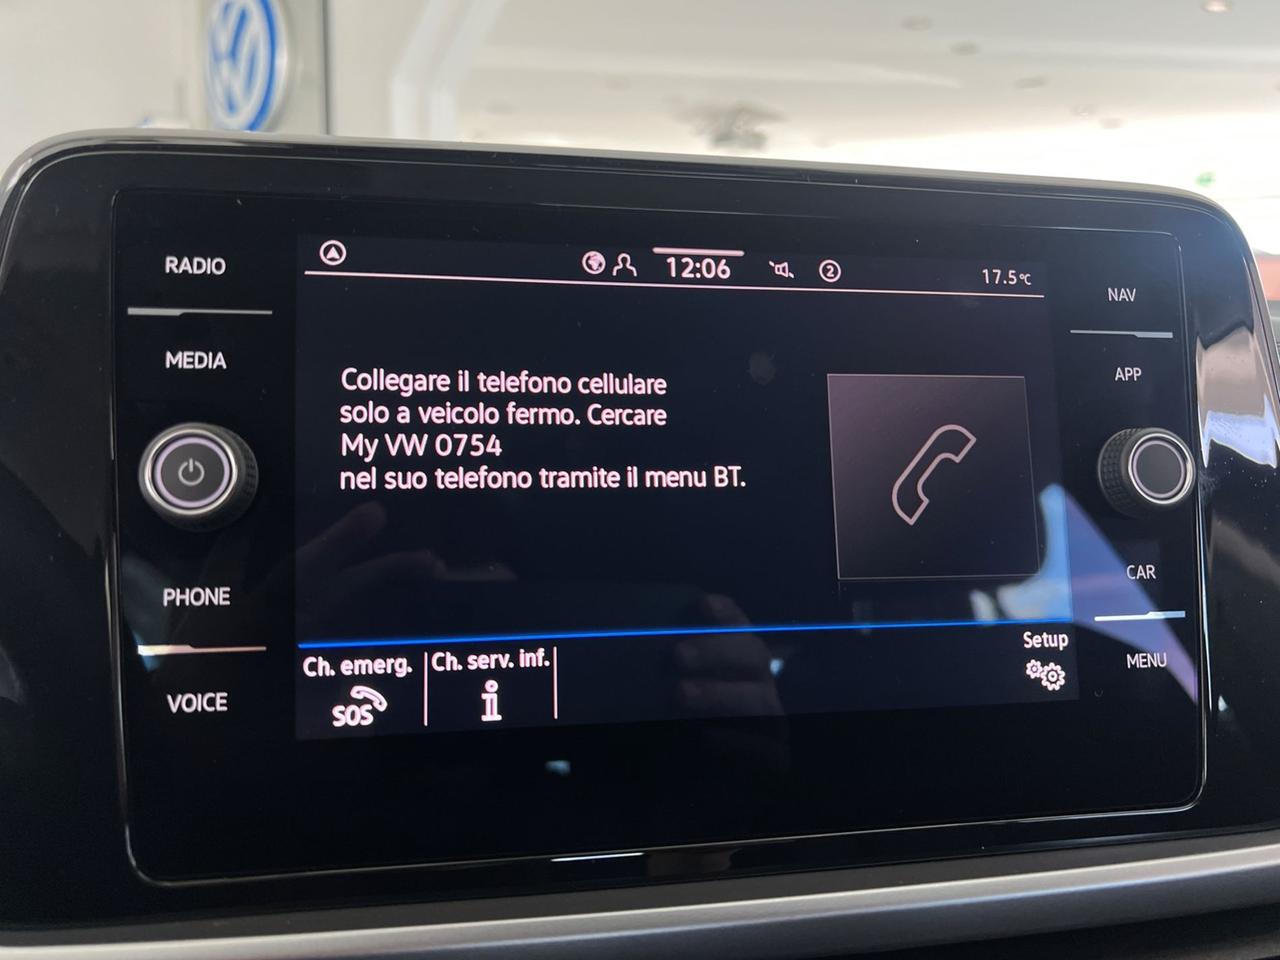 RADIO
MEDIA
PHONE
VOICE
12:06
2
17.5°C
Collegare il telefono cellulare
solo a veicolo fermo. Cercare
My VW 0754
nel suo telefono tramite il menu BT.
Ch. emerg.
SOS
Ch. serv. inf.
i
Setup
NAV
APP
CAR
MENU